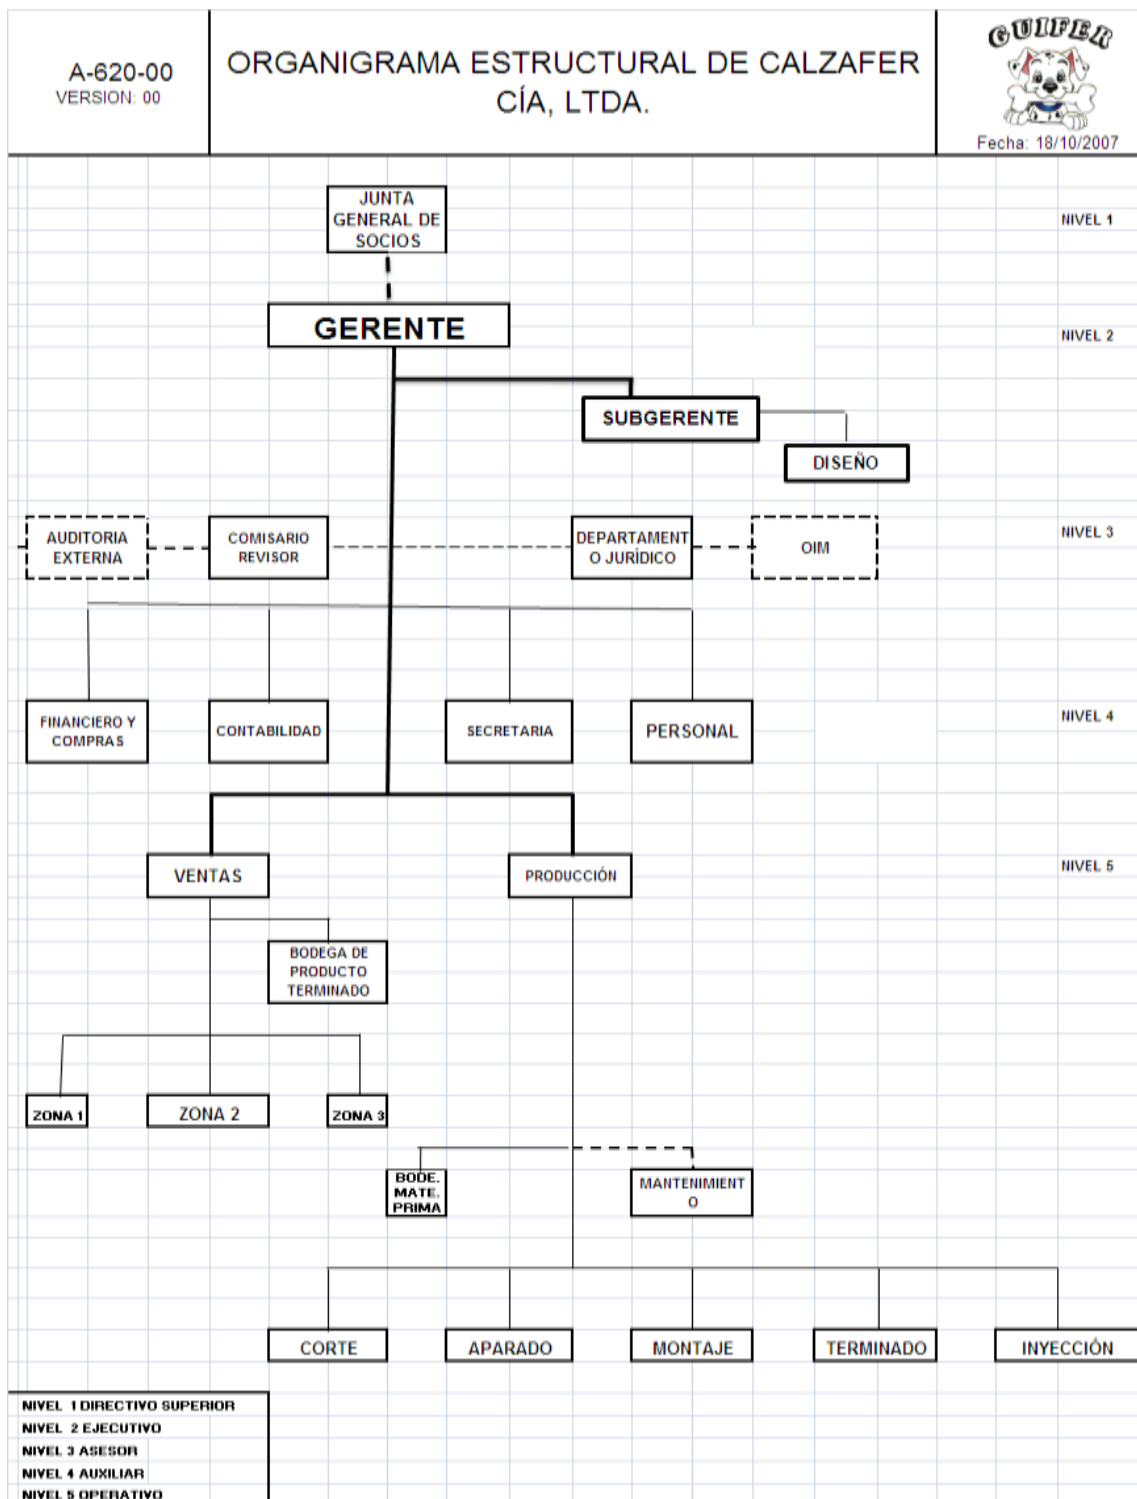 A-620-00
VERSION: 00
ORGANIGRAMA ESTRUCTURAL DE CALZAFER
CÍA, LTDA.
GUIFER
Fecha: 18/10/2007
JUNTA
GENERAL DE
SOCIOS
NIVEL 1
GERENTE
NIVEL 2
SUBGERENTE
DISEÑO
AUDITORIA
EXTERNA
COMISARIO
REVISOR
DEPARTAMENT
O JURÍDICO
OIM
NIVEL 3
FINANCIERO Y
COMPRAS
CONTABILIDAD
SECRETARIA
PERSONAL
NIVEL 4
VENTAS
PRODUCCIÓN
NIVEL 5
BODEGA DE
PRODUCTO
TERMINADO
ZONA 1
ZONA 2
ZONA 3
BODE.
MATE.
PRIMA
MANTENIMIENT
O
CORTE
APARADO
MONTAJE
TERMINADO
INYECCIÓN
NIVEL 1 DIRECTIVO SUPERIOR
NIVEL 2 EJECUTIVO
NIVEL 3 ASESOR
NIVEL 4 AUXILIAR
NIVEL 5 OPERATIVO